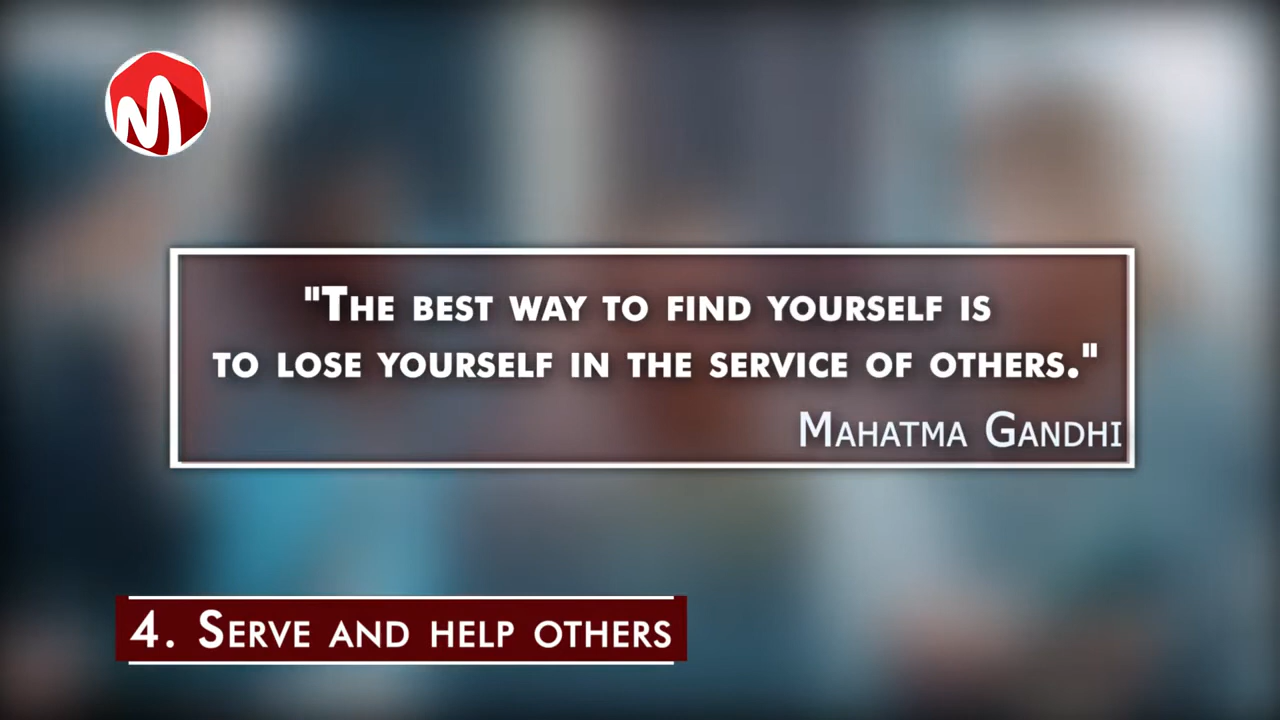 "The best way to find yourself is
to lose yourself in the service of others."
Mahatma Gandhi
4. Serve and help others